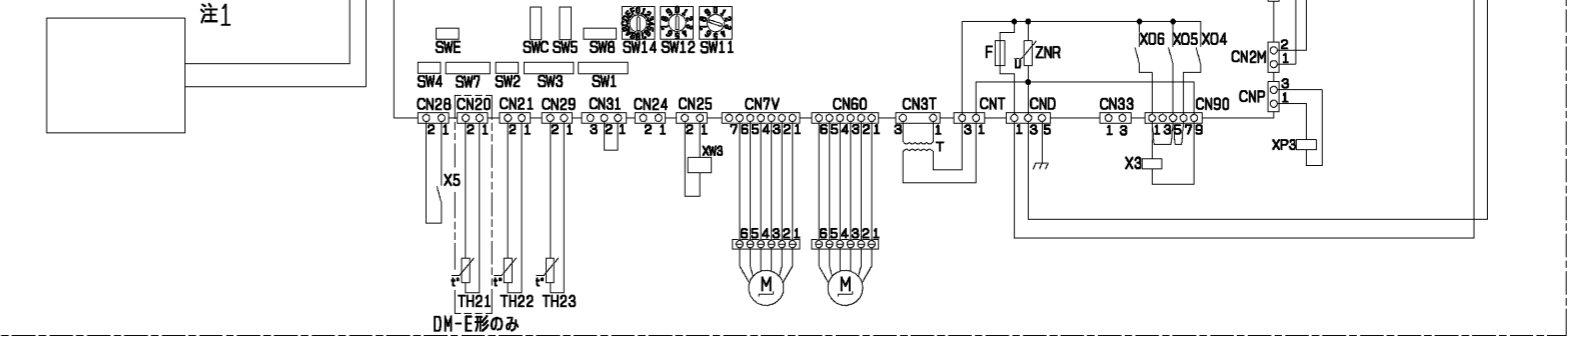 注1
SWE SWC SW5 SW8 SW14 SW12 SW11
F ZNR U X06 X05 X04
CN2M 2 1
SW4 SW7 SW2 SW3 SW1
CNP 3 1
CN28 CN20 CN21 CN29 CN31 CN24 CN25 CN7V CN60 CN3T CNT CND CN33 CN90
2 1 2 1 2 1 2 1 3 2 1 2 1 2 1 7 6 5 4 3 2 1 6 5 4 3 2 1 3 1 3 1 1 3 5 1 3 1 3 5 7 9
XW3 T X3 XP3
X5
6 5 4 3 2 1 6 5 4 3 2 1
t° t° t° M M
TH21 TH22 TH23
DM-E形のみ